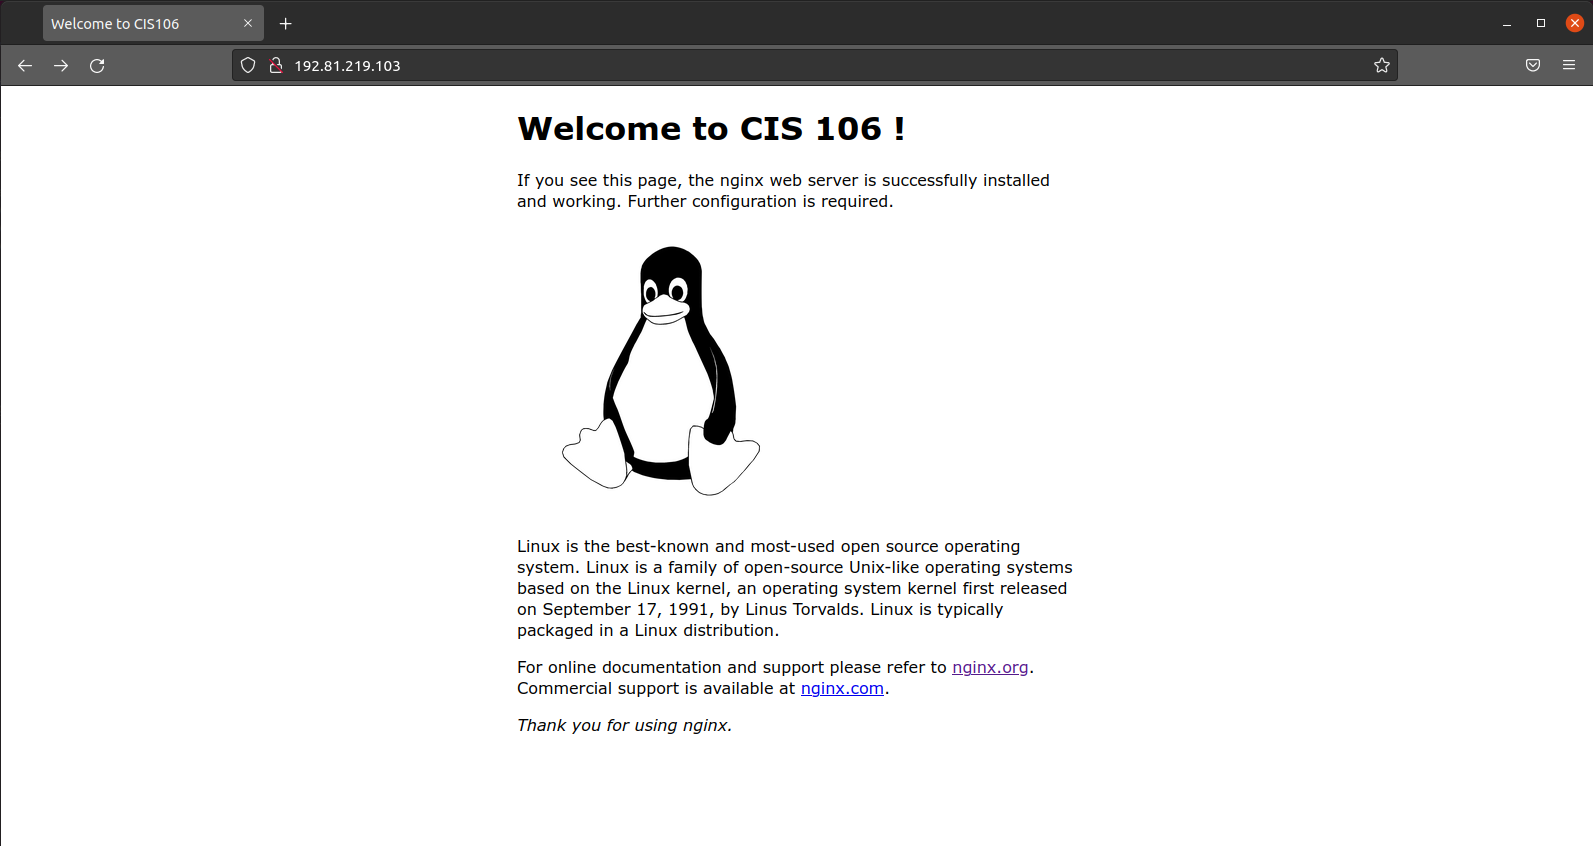 Welcome to CIS106
192.81.219.103
Welcome to CIS 106 !
If you see this page, the nginx web server is successfully installed
and working. Further configuration is required.
Linux is the best-known and most-used open source operating
system. Linux is a family of open-source Unix-like operating systems
based on the Linux kernel, an operating system kernel first released
on September 17, 1991, by Linus Torvalds. Linux is typically
packaged in a Linux distribution.
For online documentation and support please refer to nginx.org.
Commercial support is available at nginx.com.
Thank you for using nginx.